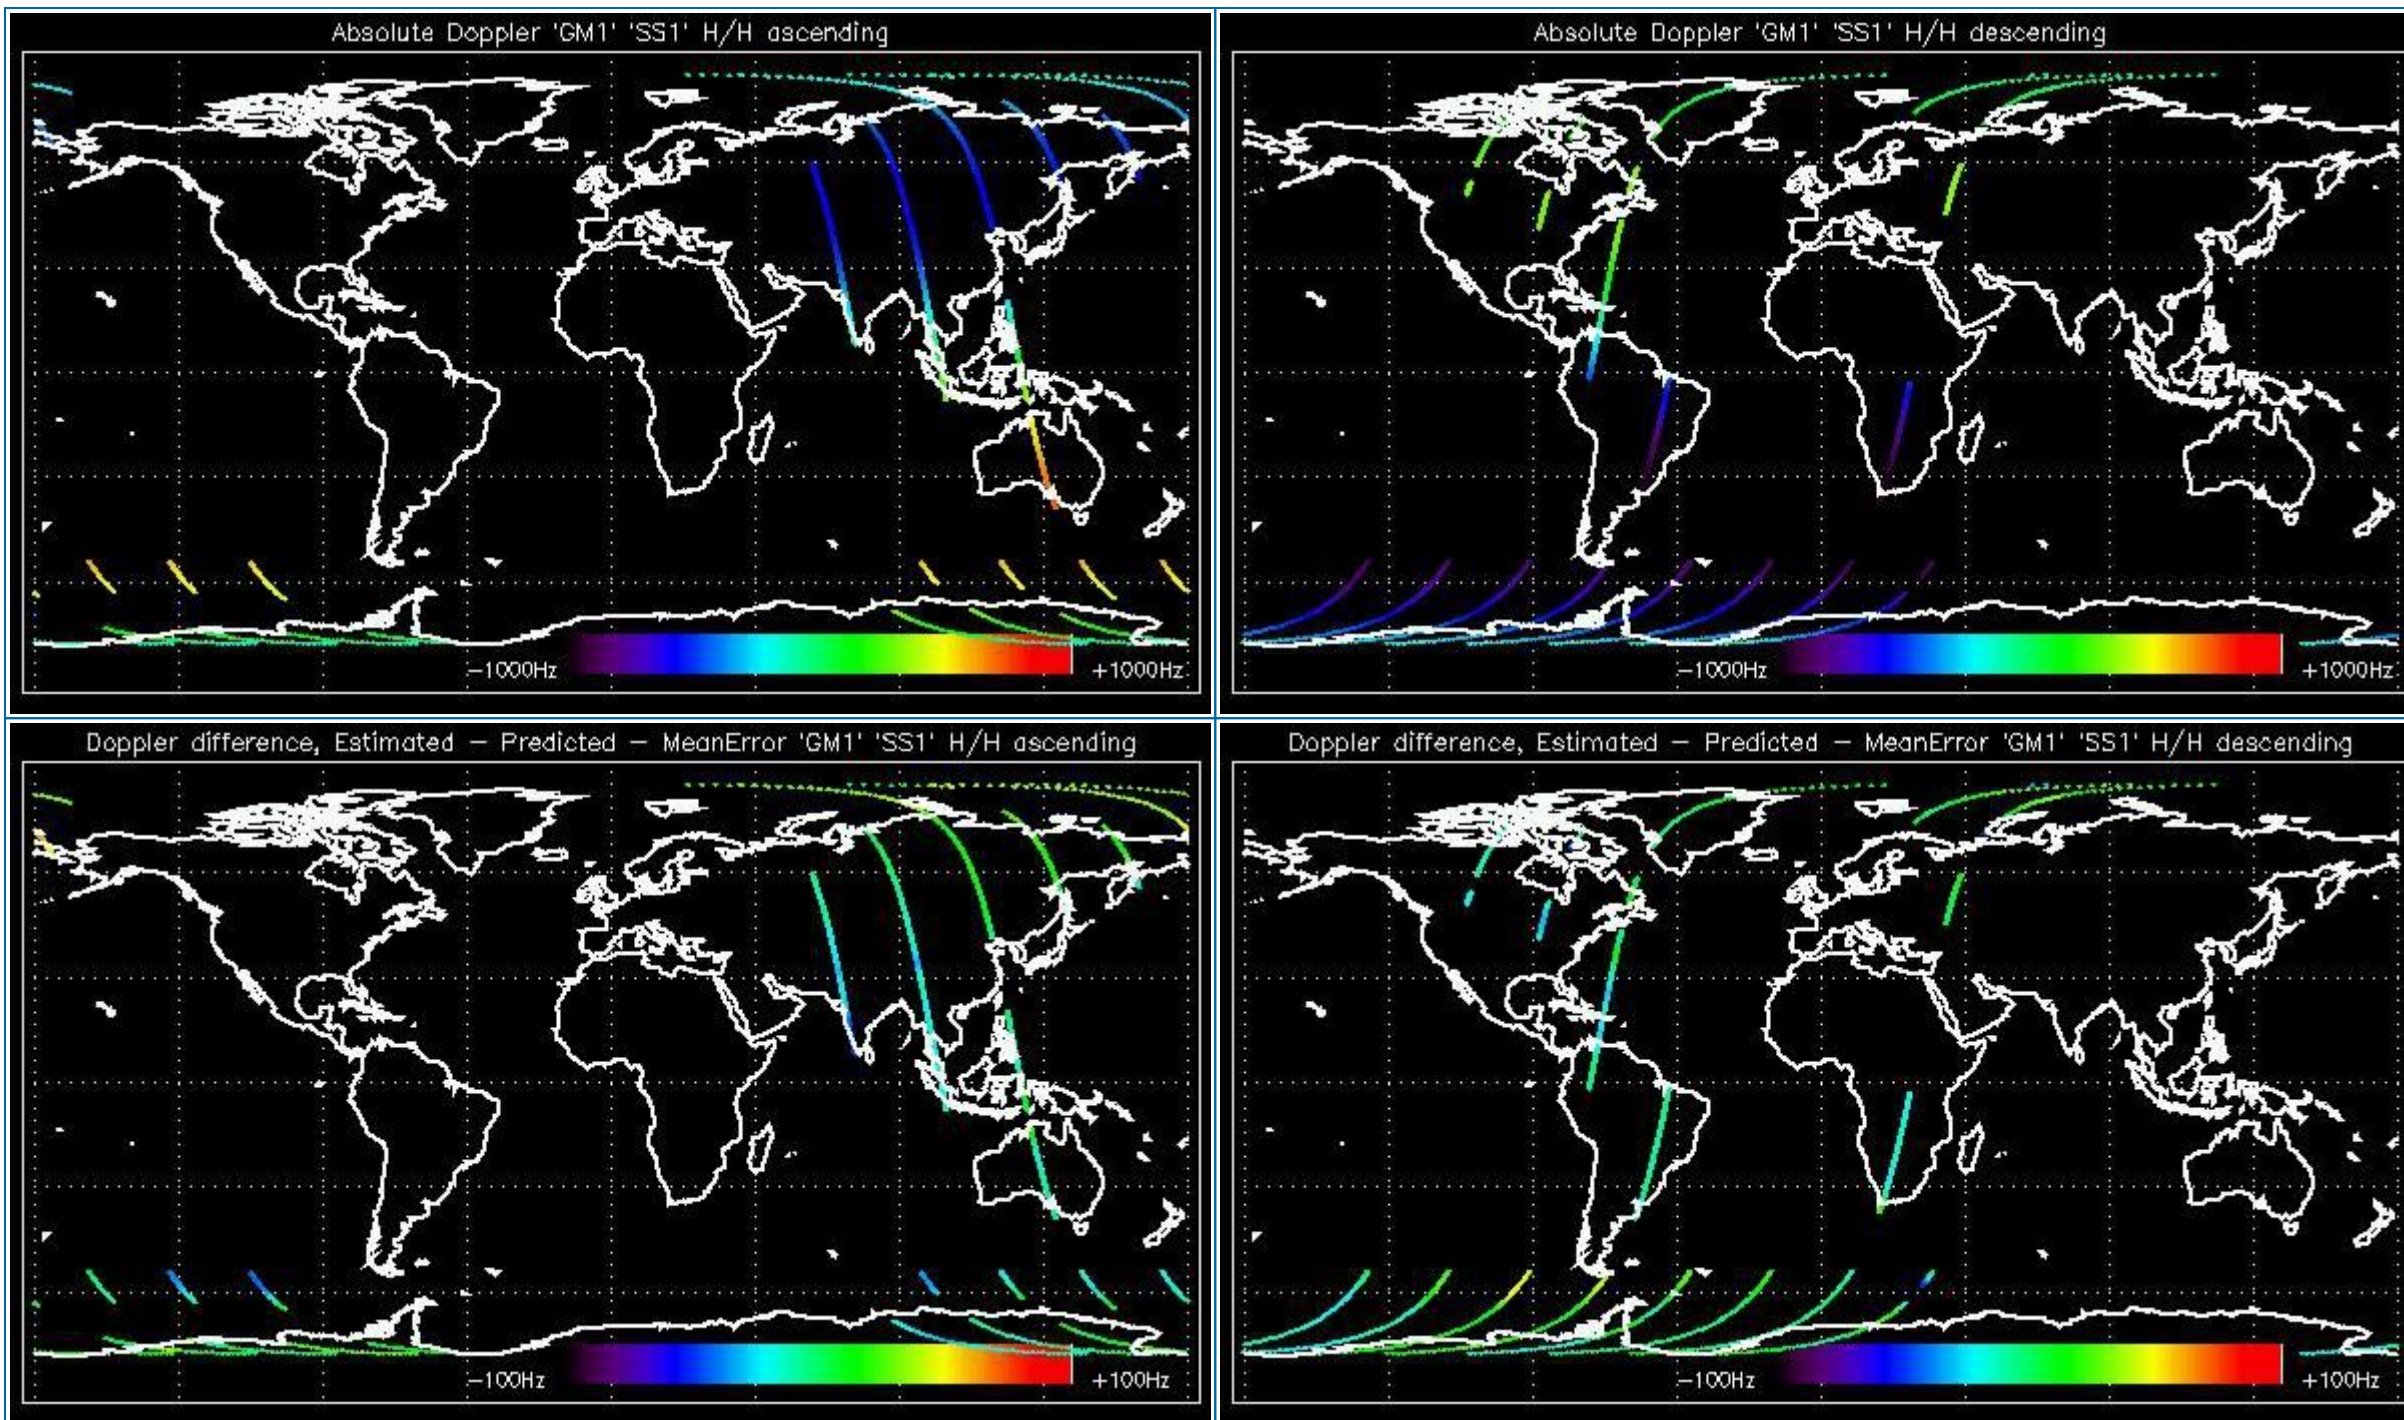 Absolute Doppler 'GM1' 'SS1' H/H ascending
−1000Hz
+1000Hz
Absolute Doppler 'GM1' 'SS1' H/H descending
−1000Hz
+1000Hz
Doppler difference, Estimated − Predicted − MeanError 'GM1' 'SS1' H/H ascending
−100Hz
+100Hz
Doppler difference, Estimated − Predicted − MeanError 'GM1' 'SS1' H/H descending
−100Hz
+100Hz